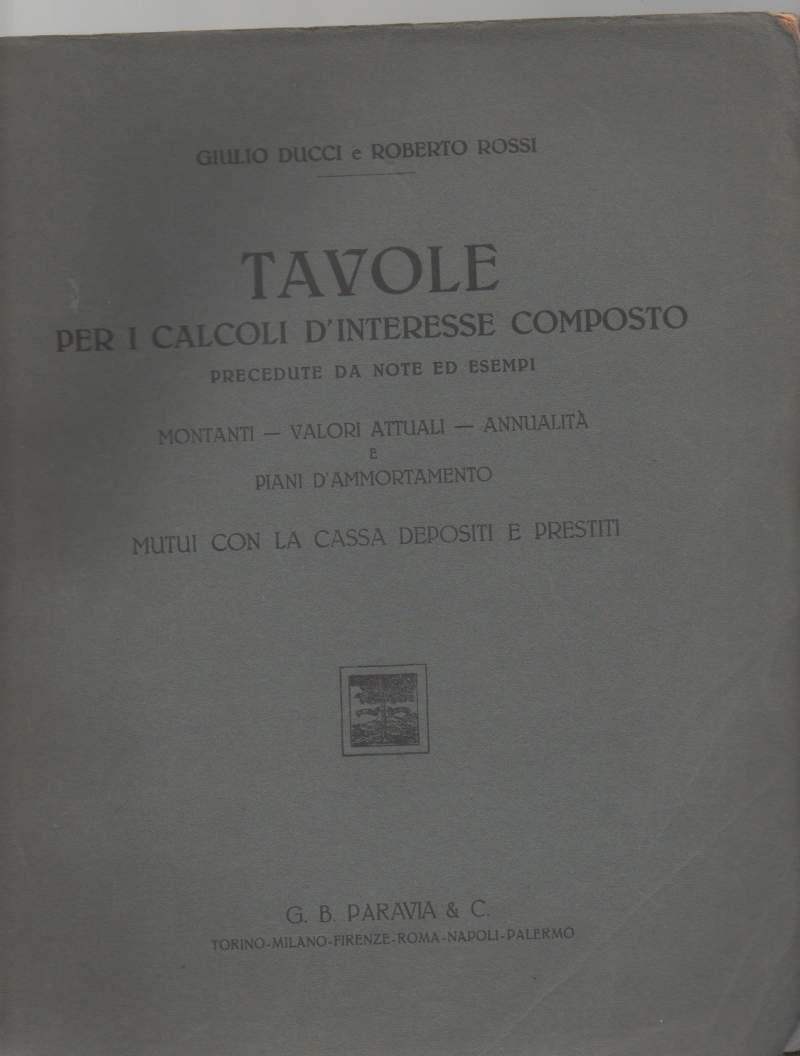 GIULIO DUCCI e ROBERTO ROSSI
TAVOLE
PER I CALCOLI D'INTERESSE COMPOSTO
PRECEDUTE DA NOTE ED ESEMPI
MONTANTI — VALORI ATTUALI — ANNUALITÀ
E
PIANI D'AMMORTAMENTO
MUTUI CON LA CASSA DEPOSITI E PRESTITI
G. B. PARAVIA & C.
TORINO-MILANO-FIRENZE-ROMA-NAPOLI-PALERMO